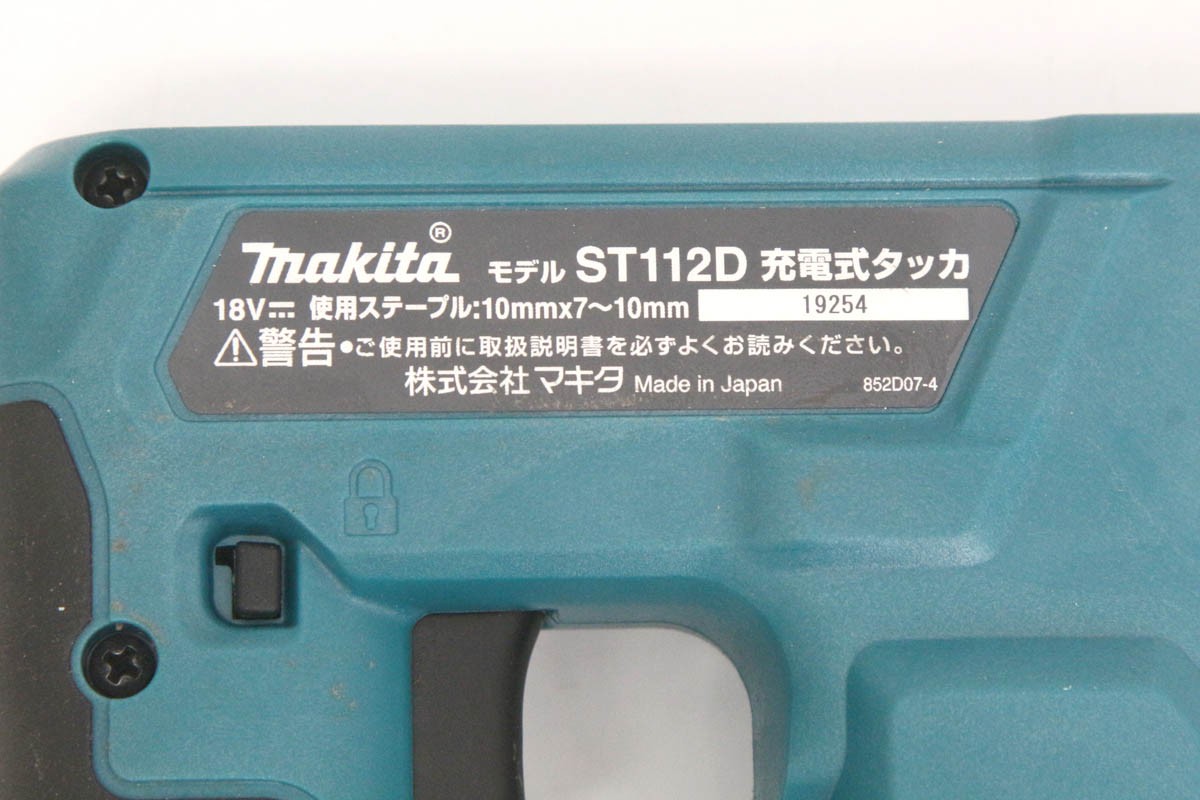 makita® モデル ST112D 充電式タッカ
18V⎓ 使用ステープル:10mmx7～10mm 19254
⚠警告●ご使用前に取扱説明書を必ずよくお読みください。
株式会社マキタ Made in Japan 852D07-4